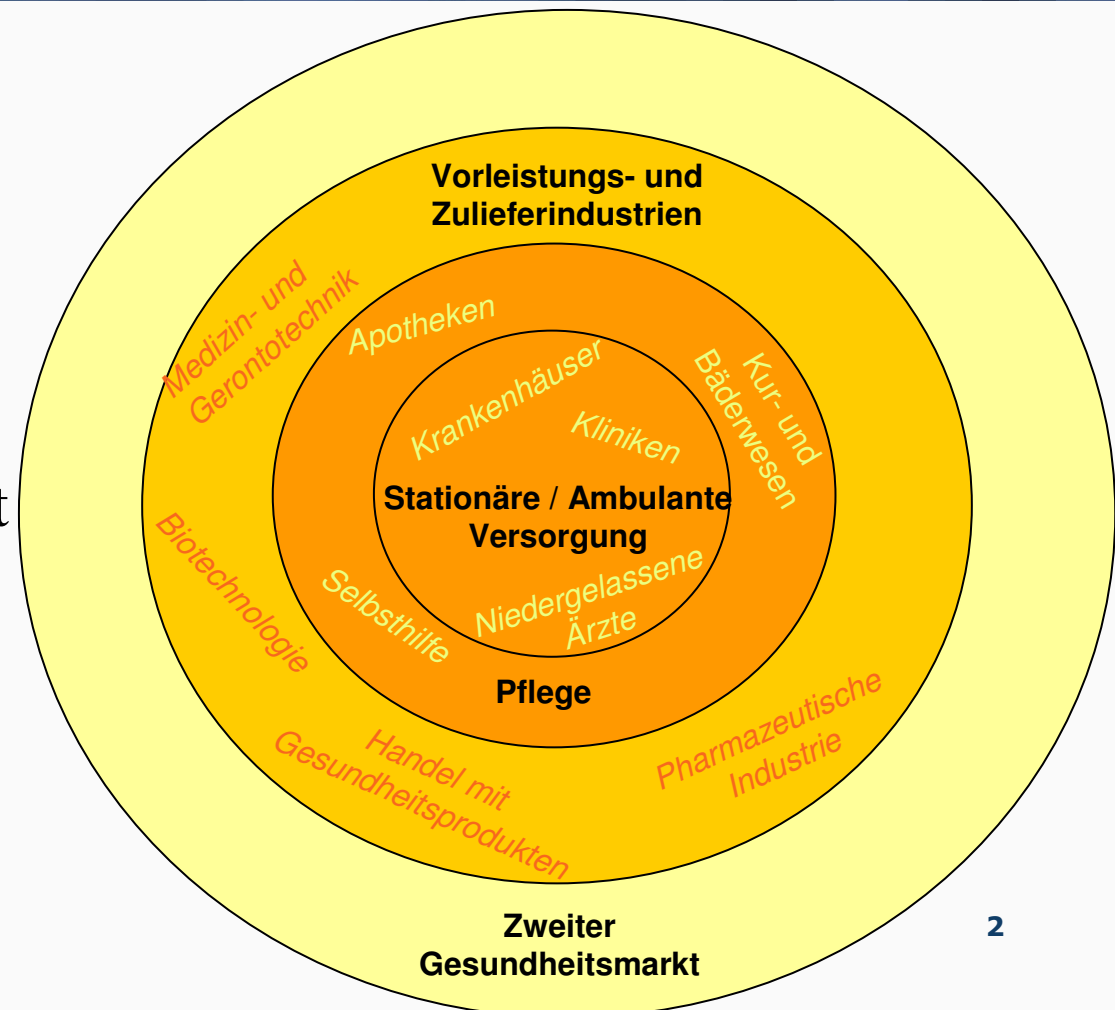 Vorleistungs- und
Zulieferindustrien
Medizin- und
Gerontotechnik
Apotheken
Krankenhäuser
Kliniken
Kur- und
Bäderwesen
Stationäre / Ambulante
Versorgung
t
Biotechnologie
Selbsthilfe
Niedergelassene
Ärzte
Pflege
Pharmazeutische
Industrie
Handel mit
Gesundheitsprodukten
Zweiter
Gesundheitsmarkt
2